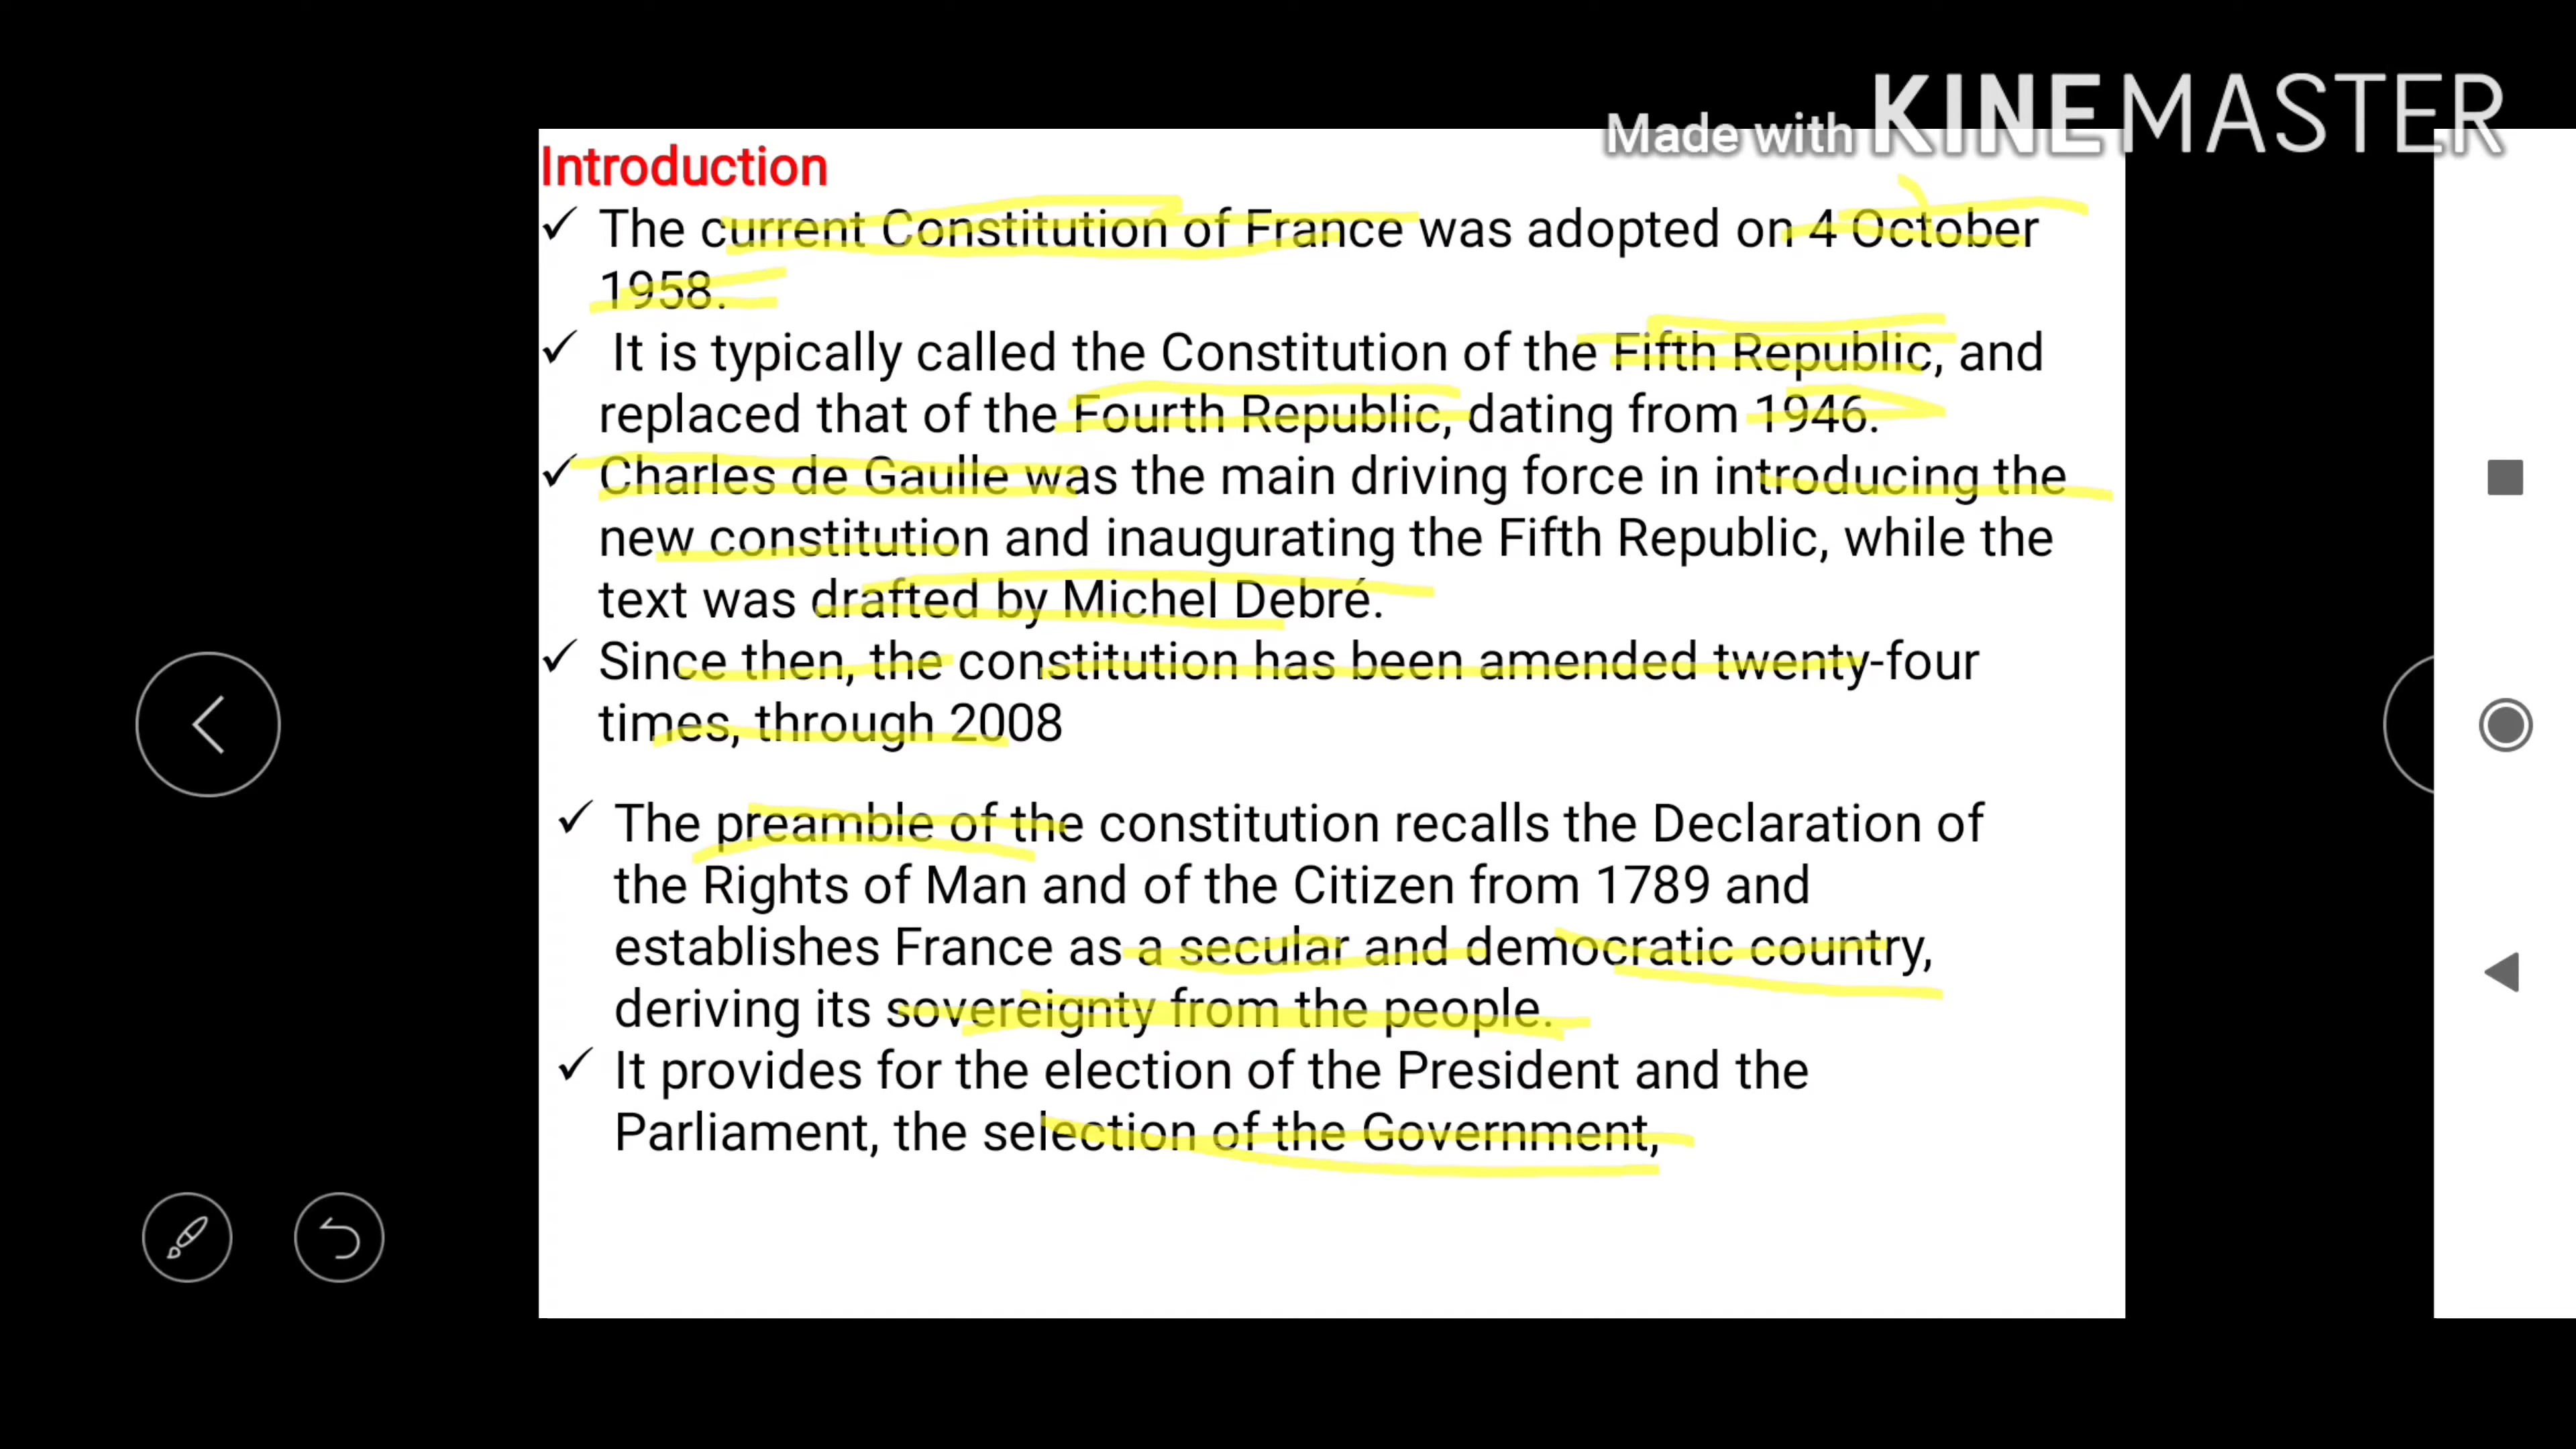 Made with KINEMASTER
Introduction
✓ The current Constitution of France was adopted on 4 October
1958.
✓ It is typically called the Constitution of the Fifth Republic, and
replaced that of the Fourth Republic, dating from 1946.
✓ Charles de Gaulle was the main driving force in introducing the
new constitution and inaugurating the Fifth Republic, while the
text was drafted by Michel Debré.
✓ Since then, the constitution has been amended twenty-four
times, through 2008
✓ The preamble of the constitution recalls the Declaration of
the Rights of Man and of the Citizen from 1789 and
establishes France as a secular and democratic country,
deriving its sovereignty from the people.
✓ It provides for the election of the President and the
Parliament, the selection of the Government,